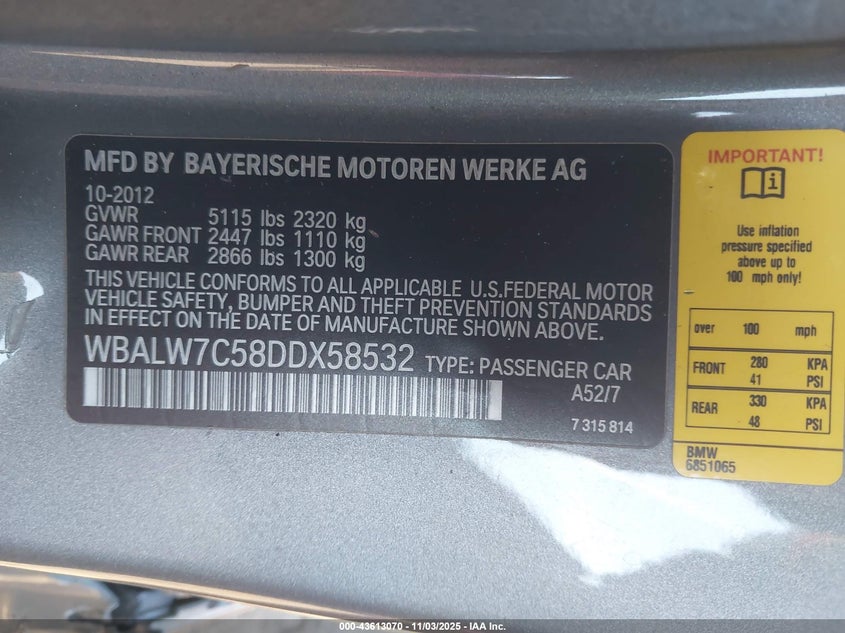 MFD BY BAYERISCHE MOTOREN WERKE AG
10-2012
GVWR 5115 lbs 2320 kg
GAWR FRONT 2447 lbs 1110 kg
GAWR REAR 2866 lbs 1300 kg
THIS VEHICLE CONFORMS TO ALL APPLICABLE U.S.FEDERAL MOTOR
VEHICLE SAFETY, BUMPER AND THEFT PREVENTION STANDARDS
IN EFFECT ON THE DATE OF MANUFACTURE SHOWN ABOVE.
WBALW7C58DDX58532 TYPE: PASSENGER CAR
A52/7
7 315 814
IMPORTANT!
i
Use inflation
pressure specified
above up to
100 mph only!
over 100 mph
FRONT 280 KPA
41 PSI
REAR 330 KPA
48 PSI
BMW
6851065
000-43613070 - 11/03/2025 - IAA Inc.